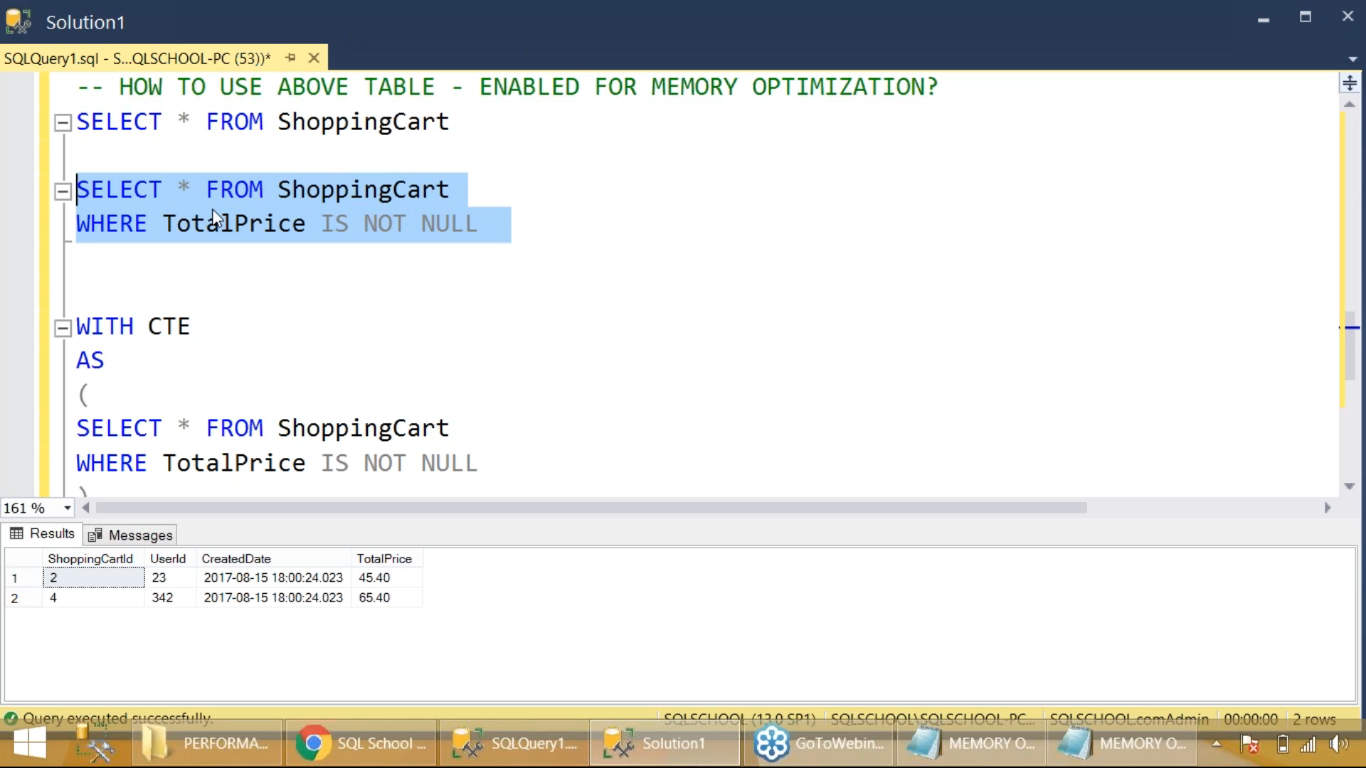 Solution1
SQLQuery1.sql - S...QLSCHOOL-PC (53))*
-- HOW TO USE ABOVE TABLE - ENABLED FOR MEMORY OPTIMIZATION?
SELECT * FROM ShoppingCart
SELECT * FROM ShoppingCart
WHERE TotalPrice IS NOT NULL
WITH CTE
AS
(
SELECT * FROM ShoppingCart
WHERE TotalPrice IS NOT NULL
)
161 %
Results Messages
ShoppingCartId UserId CreatedDate TotalPrice
1 2 23 2017-08-15 18:00:24.023 45.40
2 4 342 2017-08-15 18:00:24.023 65.40
Query executed successfully. SQLSCHOOL (13.0 SP1) SQLSCHOOL\SQLSCHOOL-PC... SQLSCHOOL.comAdmin 00:00:00 2 rows
PERFORMA... SQL School ... SQLQuery1.... Solution1 GoToWebin... MEMORY O... MEMORY O...